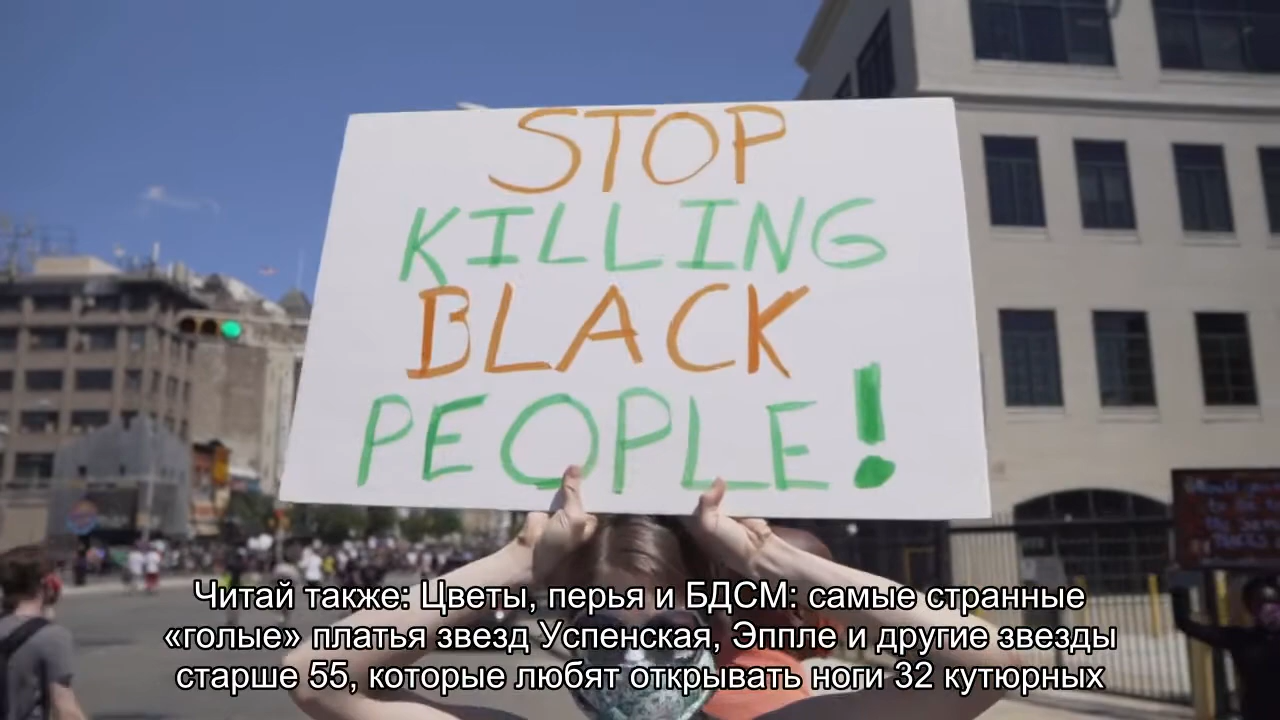 STOP
KILLING
BLACK
PEOPLE!
Читай также: Цветы, перья и БДСМ: самые странные
«голые» платья звезд Успенская, Эппле и другие звезды
старше 55, которые любят открывать ноги 32 кутюрных